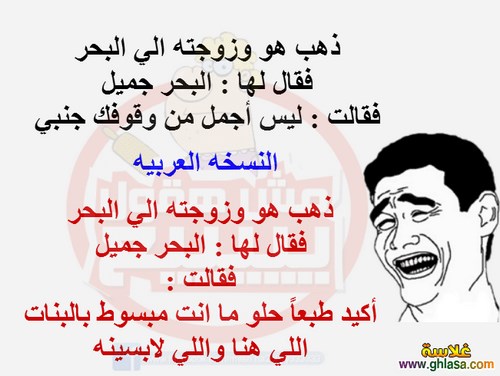 ذهب هو وزوجته الي البحر
فقال لها : البحر جميل
فقالت : ليس أجمل من وقوفك جنبي
النسخه العربيه
ذهب هو وزوجته الي البحر
فقال لها : البحر جميل
فقالت :
أكيد طبعاً حلو ما انت مبسوط بالبنات
اللي هنا واللي لابسينه
غلاسة
www.ghlasa.com